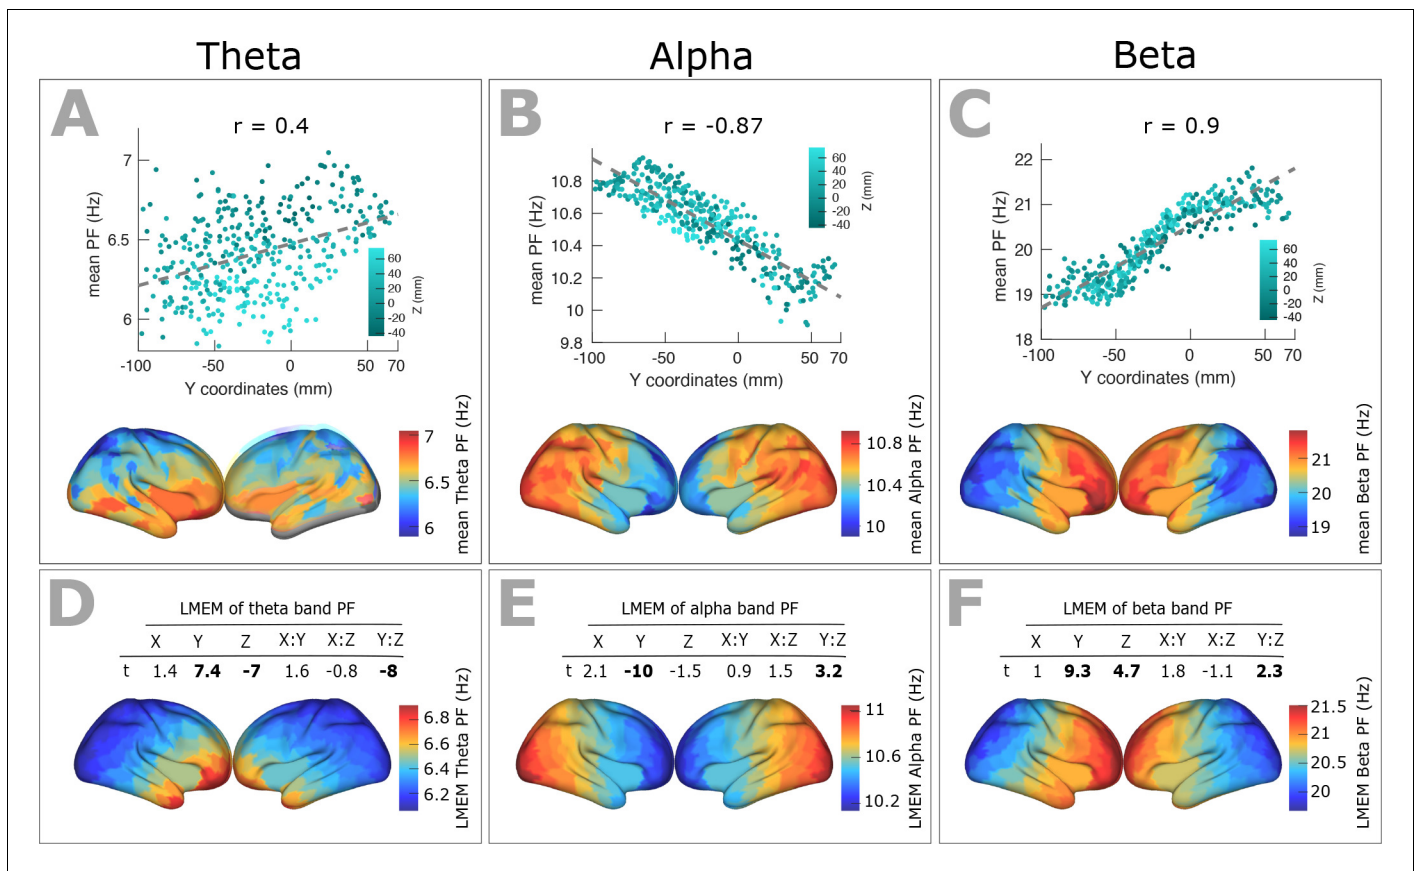 Theta
Alpha
Beta
A
r = 0.4
7
6.5
6
mean PF (Hz)
-100
-50
0
50
70
Y coordinates (mm)
60
40
20
0
-20
-40
Z (mm)
7
6.5
6
mean Theta PF (Hz)
B
r = -0.87
10.8
10.6
10.4
10.2
10
9.8
mean PF (Hz)
-100
-50
0
50
70
Y coordinates (mm)
60
40
20
0
-20
-40
Z (mm)
10.8
10.4
10
mean Alpha PF (Hz)
C
r = 0.9
22
21
20
19
18
mean PF (Hz)
-100
-50
0
50
70
Y coordinates (mm)
60
40
20
0
-20
-40
Z (mm)
21
20
19
mean Beta PF (Hz)
D
LMEM of theta band PF
X Y Z X:Y X:Z Y:Z
t 1.4 7.4 -7 1.6 -0.8 -8
6.8
6.6
6.4
6.2
LMEM Theta PF (Hz)
E
LMEM of alpha band PF
X Y Z X:Y X:Z Y:Z
t 2.1 -10 -1.5 0.9 1.5 3.2
11
10.6
10.2
LMEM Alpha PF (Hz)
F
LMEM of beta band PF
X Y Z X:Y X:Z Y:Z
t 1 9.3 4.7 1.8 -1.1 2.3
21.5
21
20.5
20
LMEM Beta PF (Hz)